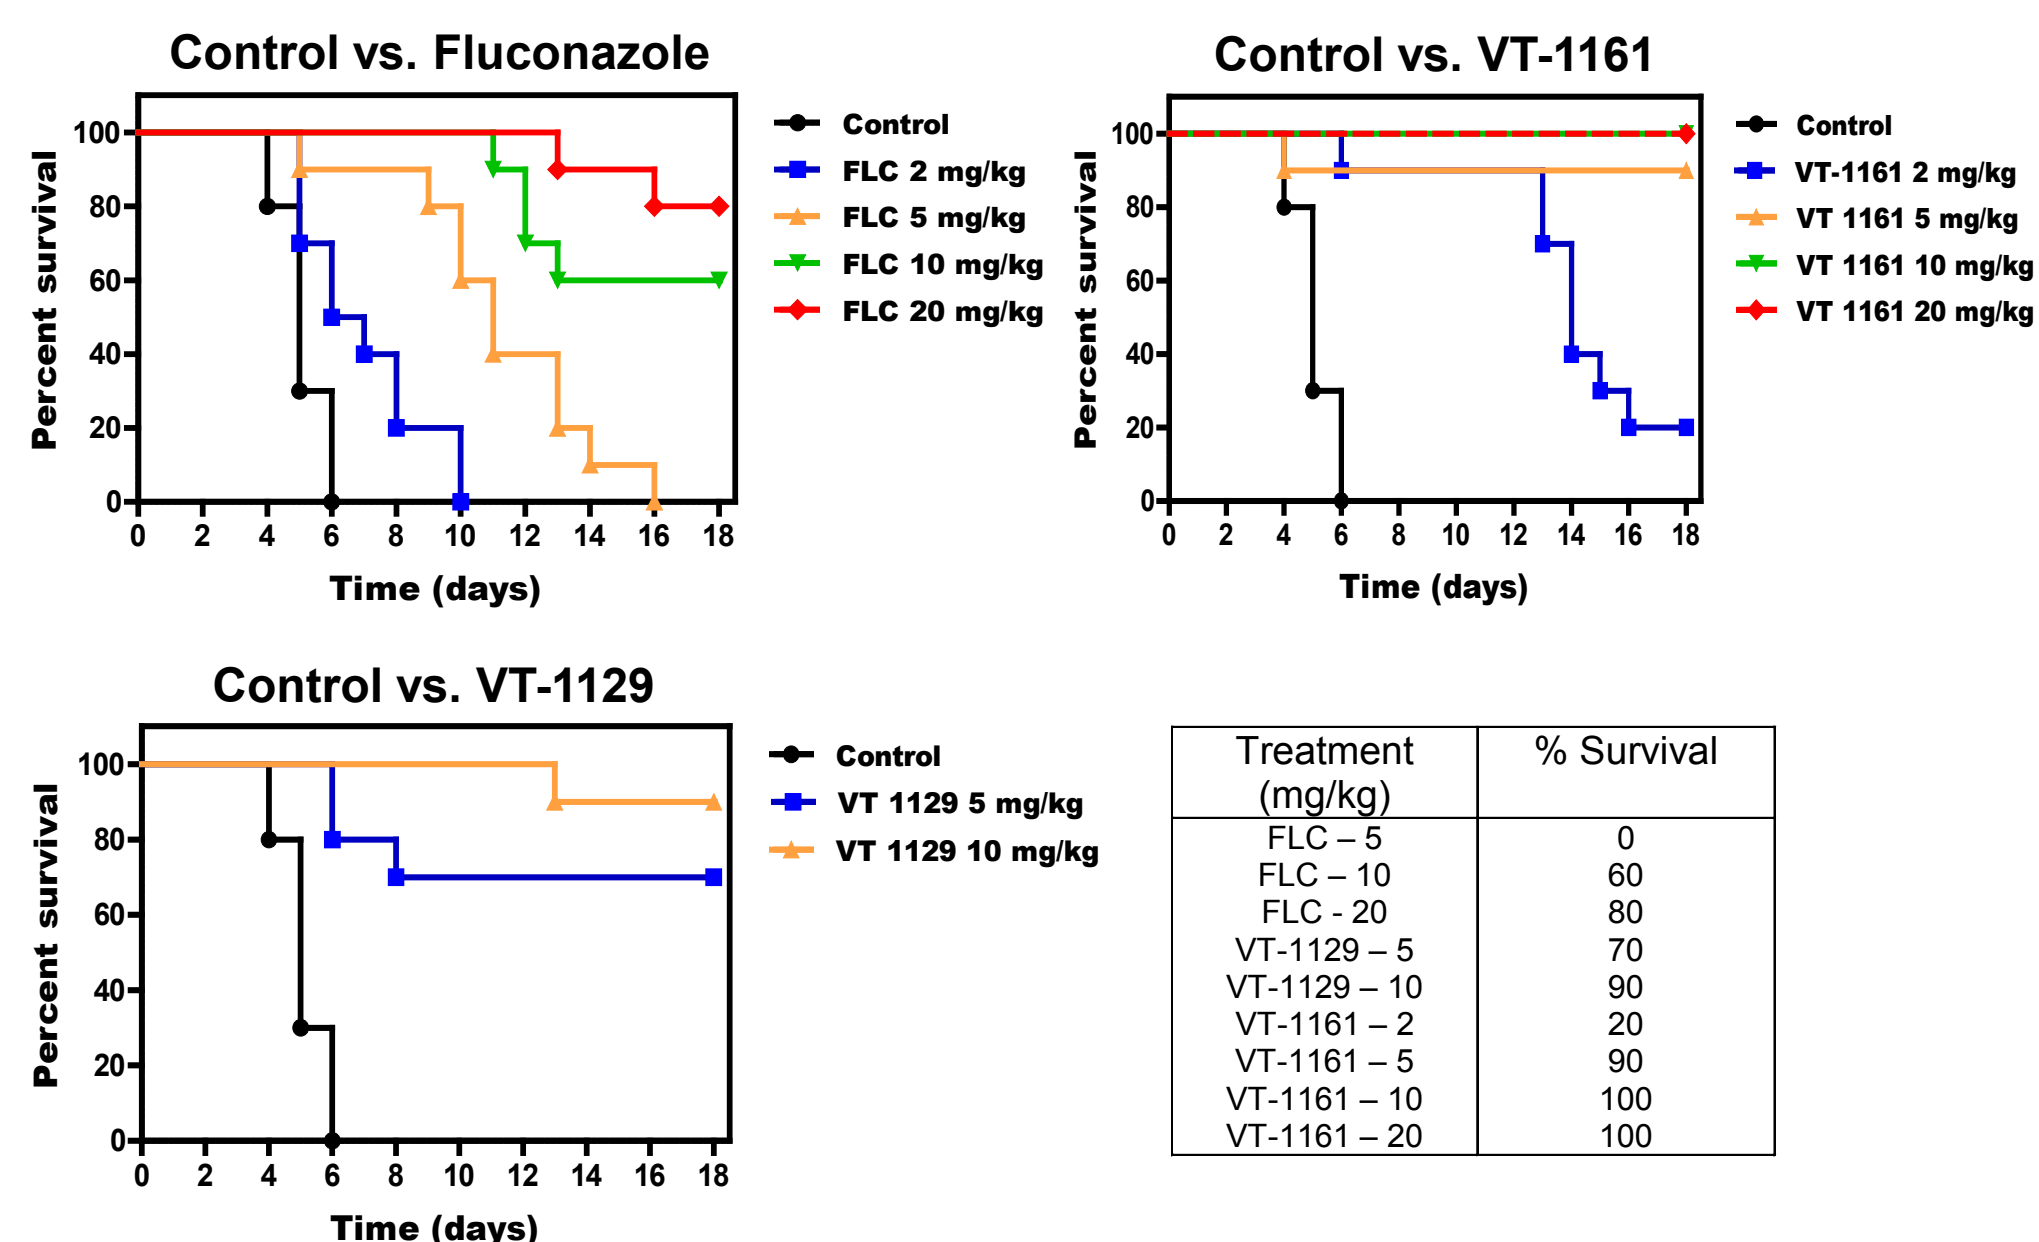 Control vs. Fluconazole
Percent survival
100
80
60
40
20
0
0 2 4 6 8 10 12 14 16 18
Time (days)
Control
FLC 2 mg/kg
FLC 5 mg/kg
FLC 10 mg/kg
FLC 20 mg/kg
Control vs. VT-1161
Percent survival
100
80
60
40
20
0
0 2 4 6 8 10 12 14 16 18
Time (days)
Control
VT-1161 2 mg/kg
VT 1161 5 mg/kg
VT 1161 10 mg/kg
VT 1161 20 mg/kg
Control vs. VT-1129
Percent survival
100
80
60
40
20
0
0 2 4 6 8 10 12 14 16 18
Time (days)
Control
VT 1129 5 mg/kg
VT 1129 10 mg/kg
Treatment % Survival
(mg/kg)
FLC – 5 0
FLC – 10 60
FLC - 20 80
VT-1129 – 5 70
VT-1129 – 10 90
VT-1161 – 2 20
VT-1161 – 5 90
VT-1161 – 10 100
VT-1161 – 20 100